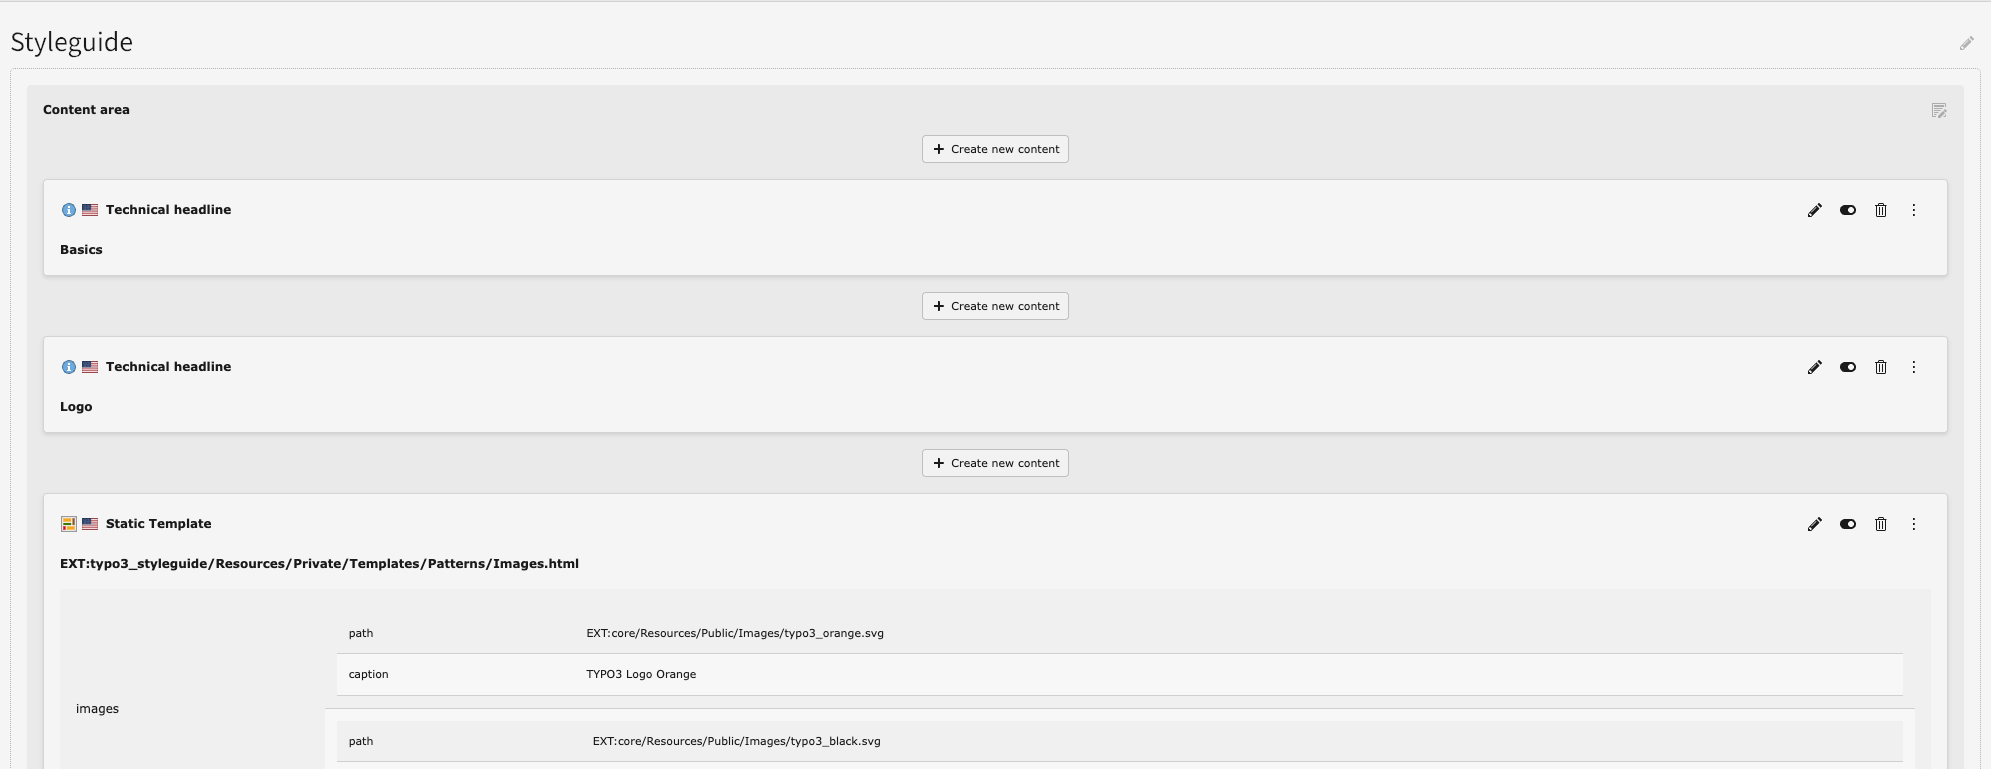 Styleguide
Content area
Create new content
Technical headline
Basics
Create new content
Technical headline
Logo
Create new content
Static Template
EXT:typo3_styleguide/Resources/Private/Templates/Patterns/Images.html
path EXT:core/Resources/Public/Images/typo3_orange.svg
caption TYPO3 Logo Orange
images
path EXT:core/Resources/Public/Images/typo3_black.svg